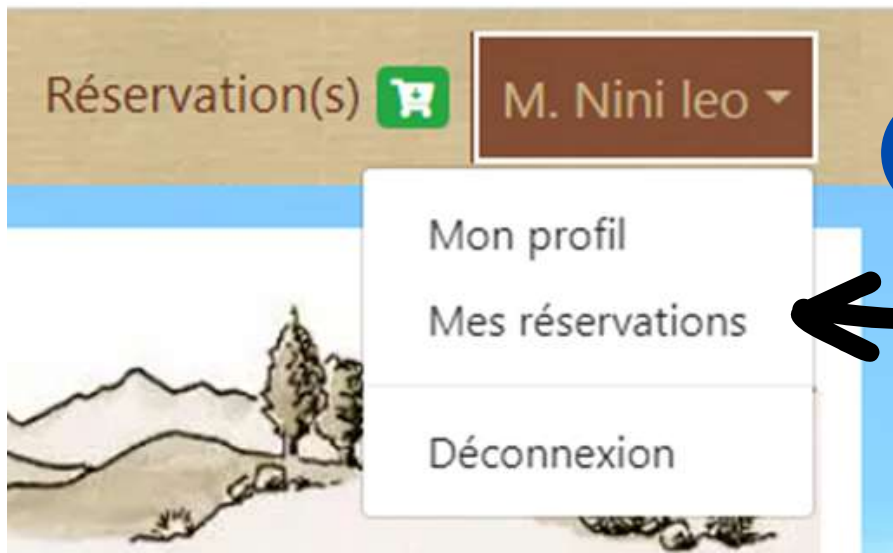 Réservation(s) M. Nini leo
Mon profil
Mes réservations
Déconnexion